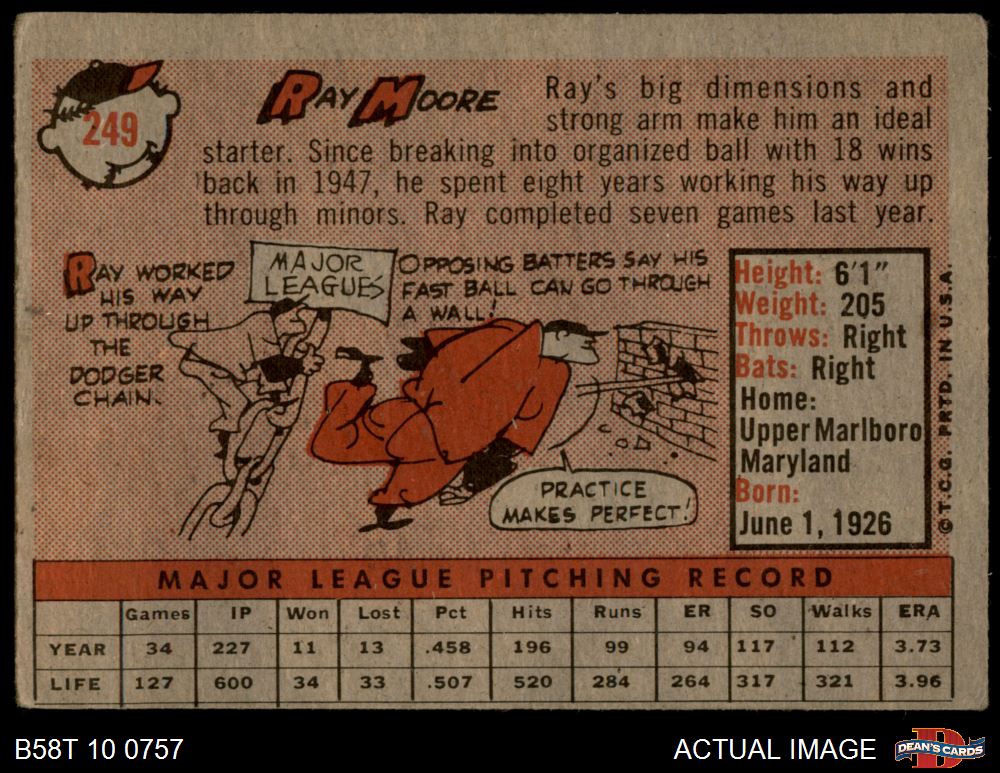 249
RAY MOORE
Ray's big dimensions and
strong arm make him an ideal
starter. Since breaking into organized ball with 18 wins
back in 1947, he spent eight years working his way up
through minors. Ray completed seven games last year.
RAY WORKED
HIS WAY
UP THROUGH
THE
DODGER
CHAIN.
MAJOR
LEAGUES
OPPOSING BATTERS SAY HIS
FAST BALL CAN GO THROUGH
A WALL!
PRACTICE
MAKES PERFECT!
Height: 6'1"
Weight: 205
Throws: Right
Bats: Right
Home:
Upper Marlboro
Maryland
Born:
June 1, 1926
© T.C.G. PRTD. IN U.S.A.
MAJOR LEAGUE PITCHING RECORD
Games IP Won Lost Pct Hits Runs ER SO Walks ERA
YEAR 34 227 11 13 .458 196 99 94 117 112 3.73
LIFE 127 600 34 33 .507 520 284 264 317 321 3.96
B58T 10 0757
ACTUAL IMAGE
D
DEAN'S CARDS